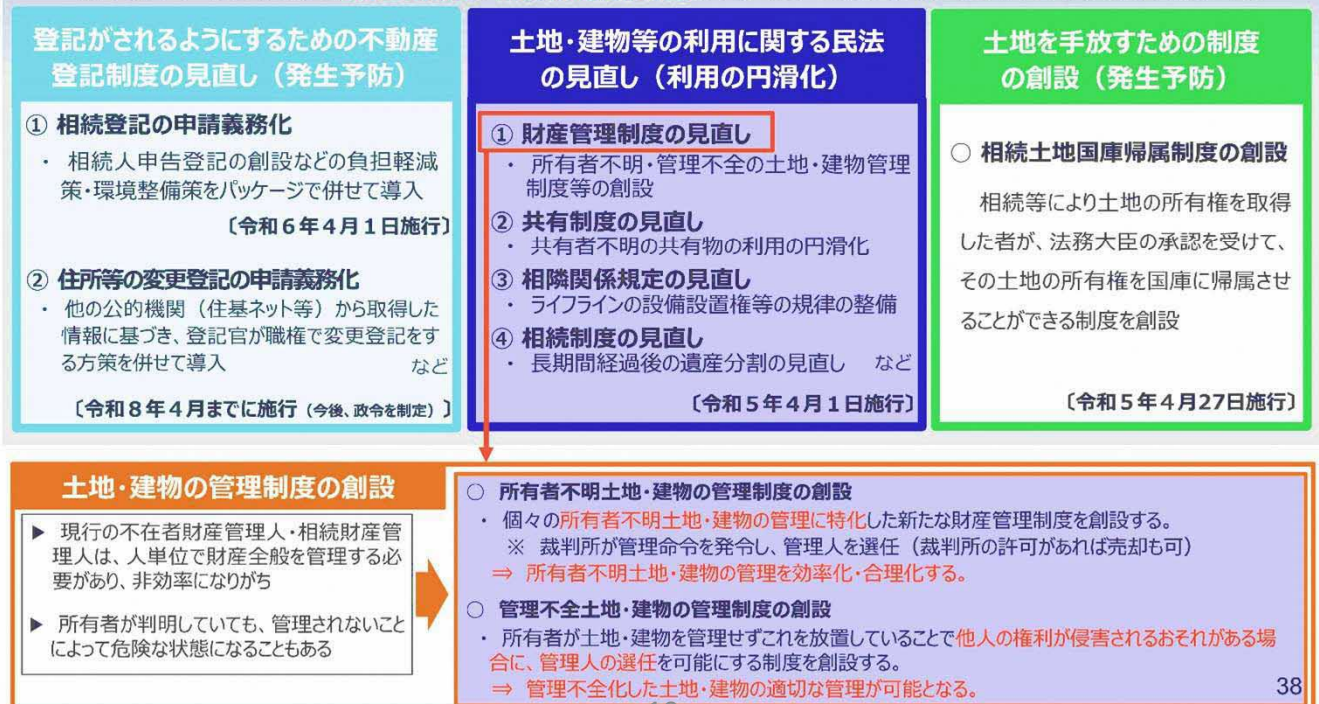 登記がされるようにするための不動産
登記制度の見直し（発生予防）
① 相続登記の申請義務化
・ 相続人申告登記の創設などの負担軽減
策・環境整備策をパッケージで併せて導入
〔令和６年４月１日施行〕
② 住所等の変更登記の申請義務化
・ 他の公的機関（住基ネット等）から取得した
情報に基づき、登記官が職権で変更登記をす
る方策を併せて導入 など
〔令和８年４月までに施行（今後、政令を制定）〕
土地・建物等の利用に関する民法
の見直し（利用の円滑化）
① 財産管理制度の見直し
・ 所有者不明・管理不全の土地・建物管理
制度等の創設
② 共有制度の見直し
・ 共有者不明の共有物の利用の円滑化
③ 相隣関係規定の見直し
・ ライフラインの設備設置権等の規律の整備
④ 相続制度の見直し
・ 長期間経過後の遺産分割の見直し など
〔令和５年４月１日施行〕
土地を手放すための制度
の創設（発生予防）
○ 相続土地国庫帰属制度の創設
相続等により土地の所有権を取得
した者が、法務大臣の承認を受けて、
その土地の所有権を国庫に帰属させ
ることができる制度を創設
〔令和５年４月27日施行〕
土地・建物の管理制度の創設
▶ 現行の不在者財産管理人・相続財産管
理人は、人単位で財産全般を管理する必
要があり、非効率になりがち
▶ 所有者が判明していても、管理されないこと
によって危険な状態になることもある
○ 所有者不明土地・建物の管理制度の創設
・ 個々の所有者不明土地・建物の管理に特化した新たな財産管理制度を創設する。
※ 裁判所が管理命令を発令し、管理人を選任（裁判所の許可があれば売却も可）
⇒ 所有者不明土地・建物の管理を効率化・合理化する。
○ 管理不全土地・建物の管理制度の創設
・ 所有者が土地・建物を管理せずこれを放置していることで他人の権利が侵害されるおそれがある場
合に、管理人の選任を可能にする制度を創設する。
⇒ 管理不全化した土地・建物の適切な管理が可能となる。
38